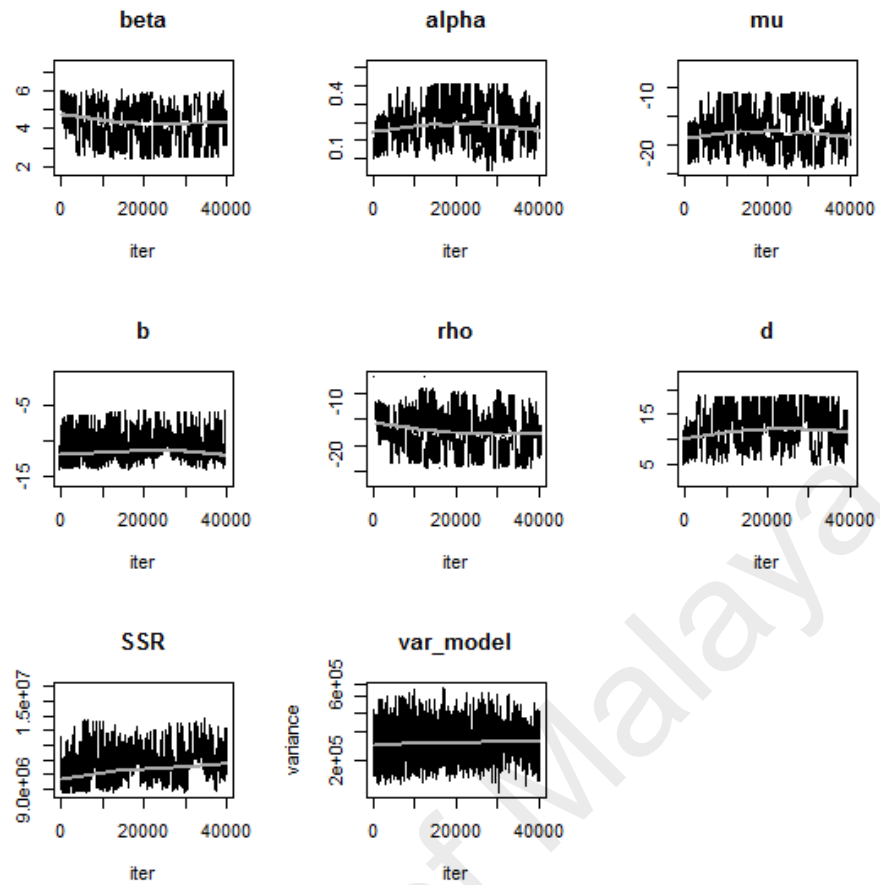 beta alpha mu
6 4 2 0.4 0.1 -10 -20
0 20000 40000 0 20000 40000 0 20000 40000
iter iter iter
b rho d
-5 -15 -10 -20 15 5
0 20000 40000 0 20000 40000 0 20000 40000
iter iter iter
SSR var_model
1.5e+07 9.0e+06 variance 6e+05 2e+05
0 20000 40000 0 20000 40000
iter iter
of Malaya